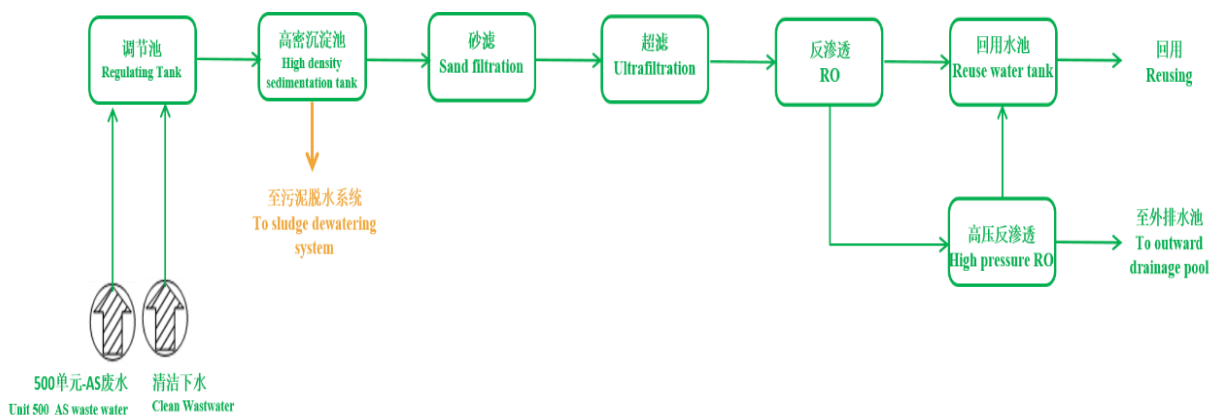 调节池
Regulating Tank
高密沉淀池
High density
sedimentation tank
砂滤
Sand filtration
超滤
Ultrafiltration
反渗透
RO
回用水池
Reuse water tank
回用
Reusing
至污泥脱水系统
To sludge dewatering
system
高压反渗透
High pressure RO
至外排水池
To outward
drainage pool
500单元-AS废水
Unit 500 AS waste water
清洁下水
Clean Wastwater